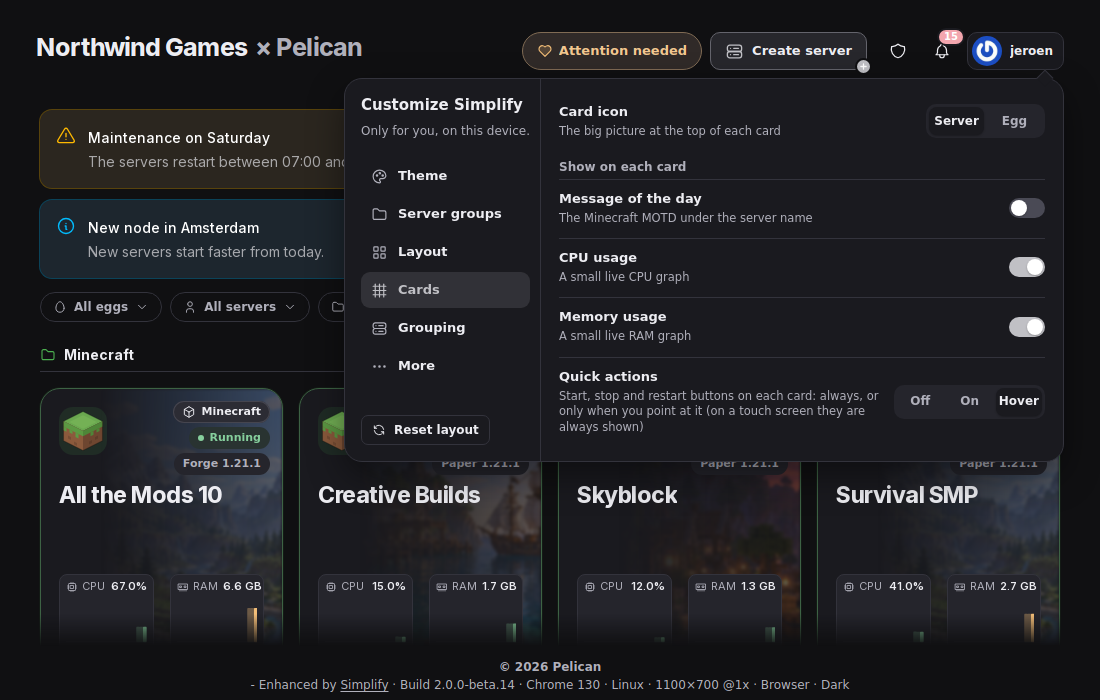 Northwind Games × Pelican
Attention needed
Create server
15
jeroen
Maintenance on Saturday
The servers restart between 07:00 and
New node in Amsterdam
New servers start faster from today.
All eggs
All servers
Minecraft
Customize Simplify
Only for you, on this device.
Theme
Server groups
Layout
Cards
Grouping
More
Reset layout
Card icon
The big picture at the top of each card
Server
Egg
Show on each card
Message of the day
The Minecraft MOTD under the server name
CPU usage
A small live CPU graph
Memory usage
A small live RAM graph
Quick actions
Start, stop and restart buttons on each card: always, or
only when you point at it (on a touch screen they are
always shown)
Off
On
Hover
Minecraft
Running
Forge 1.21.1
All the Mods 10
CPU 67.0%
RAM 6.6 GB
Paper 1.21.1
Creative Builds
CPU 15.0%
RAM 1.7 GB
Paper 1.21.1
Skyblock
CPU 12.0%
RAM 1.3 GB
Paper 1.21.1
Survival SMP
CPU 41.0%
RAM 2.7 GB
© 2026 Pelican
- Enhanced by Simplify · Build 2.0.0-beta.14 · Chrome 130 · Linux · 1100×700 @1x · Browser · Dark